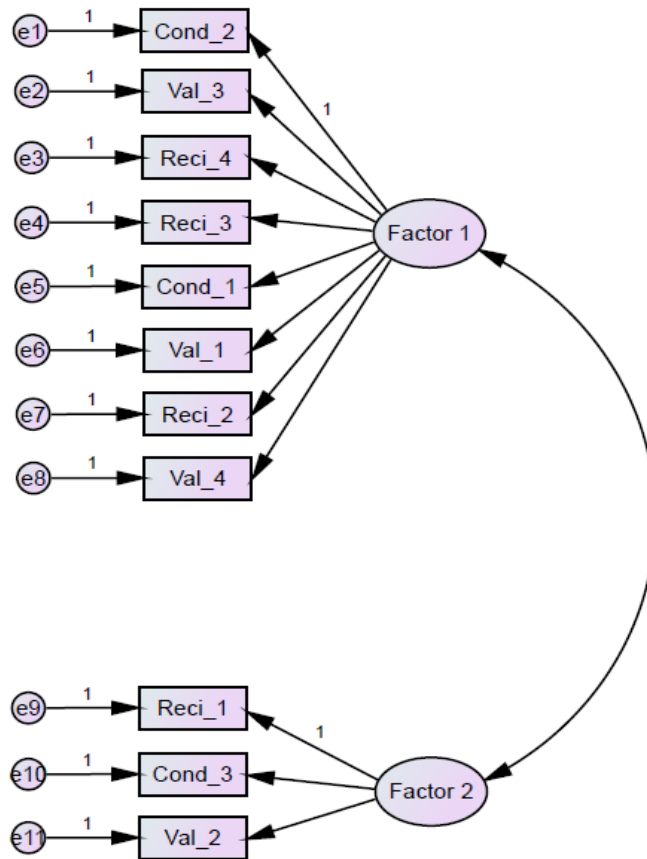 e1 1 Cond_2
e2 1 Val_3
1
e3 1 Reci_4
e4 1 Reci_3
Factor 1
e5 1 Cond_1
e6 1 Val_1
e7 1 Reci_2
e8 1 Val_4
e9 1 Reci_1
1
e10 1 Cond_3
Factor 2
e11 1 Val_2